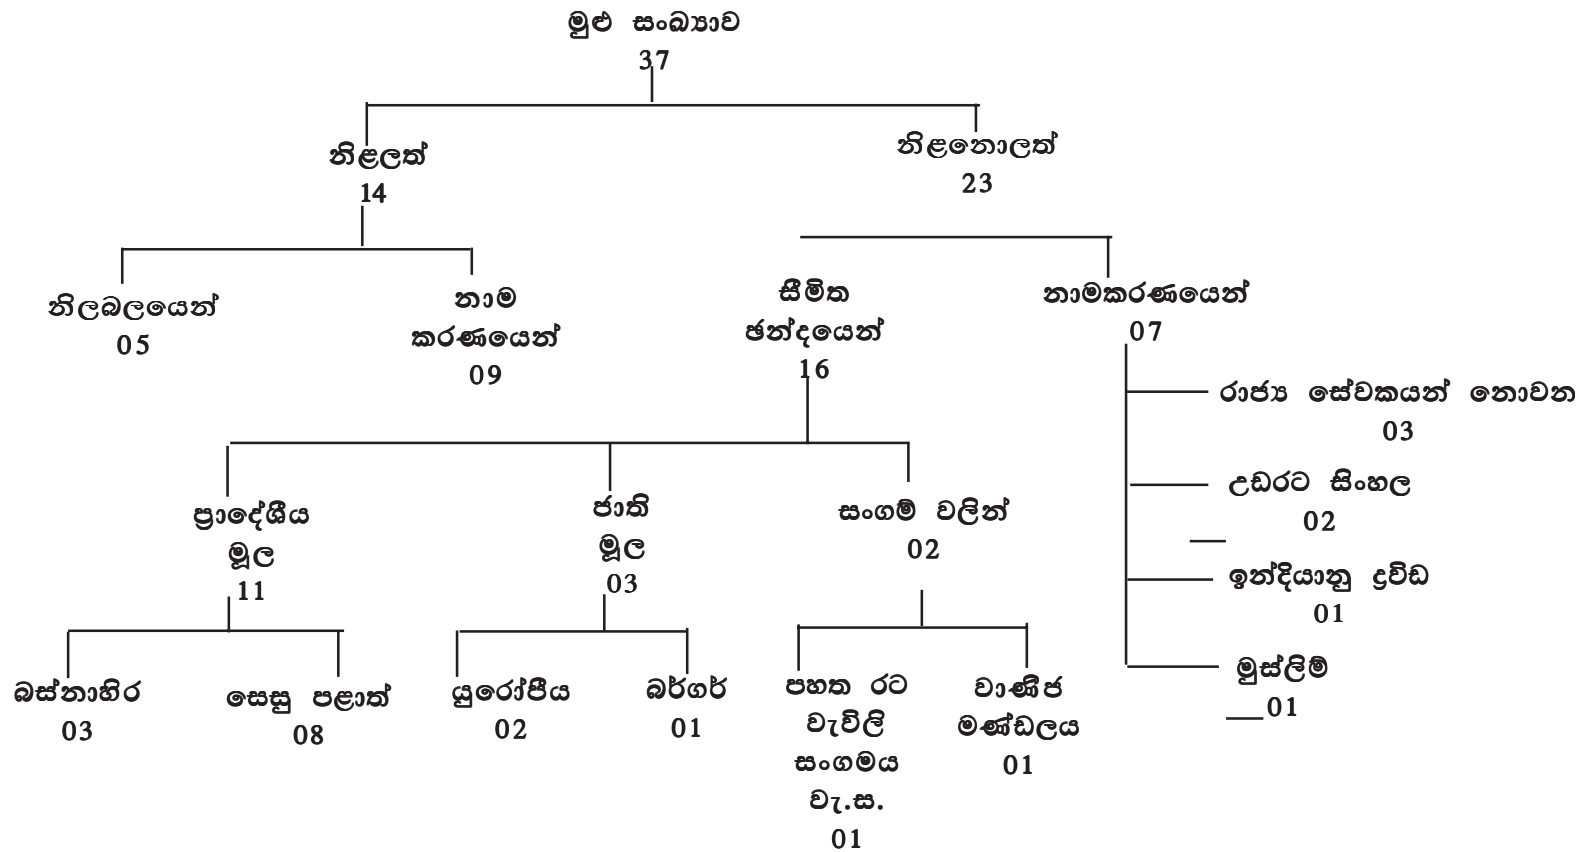 මුළු සංඛ්‍යාව
37
නිළලත්
14
නිළනොලත්
23
නිලබලයෙන්
05
නාම
කරණයෙන්
09
සීමිත
ඡන්දයෙන්
16
නාමකරණයෙන්
07
රාජ්‍ය සේවකයන් නොවන
03
උඩරට සිංහල
02
ඉන්දියානු ද්‍රවිඩ
01
මුස්ලිම්
01
ප්‍රාදේශීය
මූල
11
ජාති
මූල
03
සංගම් වලින්
02
බස්නාහිර
03
සෙසු පළාත්
08
යුරෝපීය
02
බර්ගර්
01
පහත රට
වැවිලි
සංගමය
වැ.ස.
01
වාණිජ
මණ්ඩලය
01